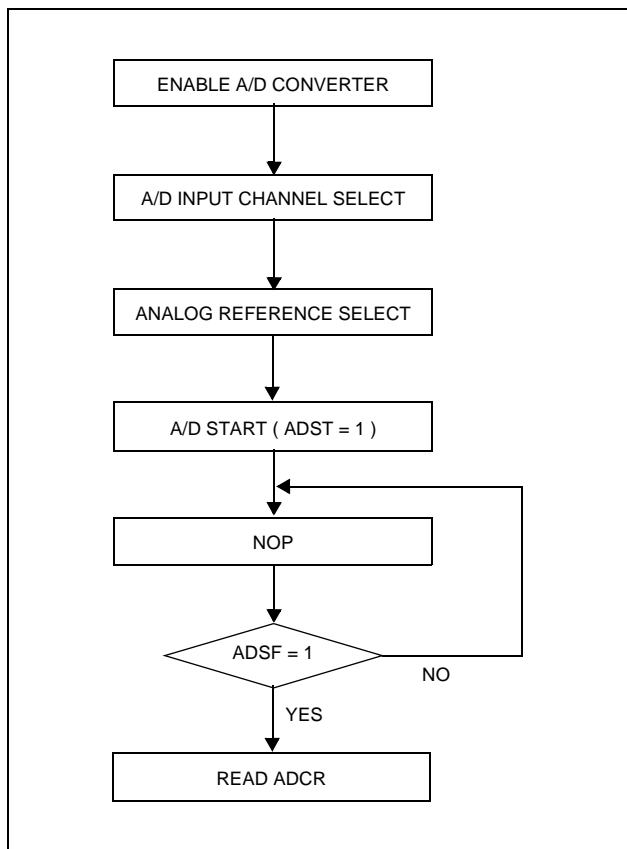 ENABLE A/D CONVERTER
A/D INPUT CHANNEL SELECT
ANALOG REFERENCE SELECT
A/D START ( ADST = 1 )
NOP
ADSF = 1
NO
YES
READ ADCR